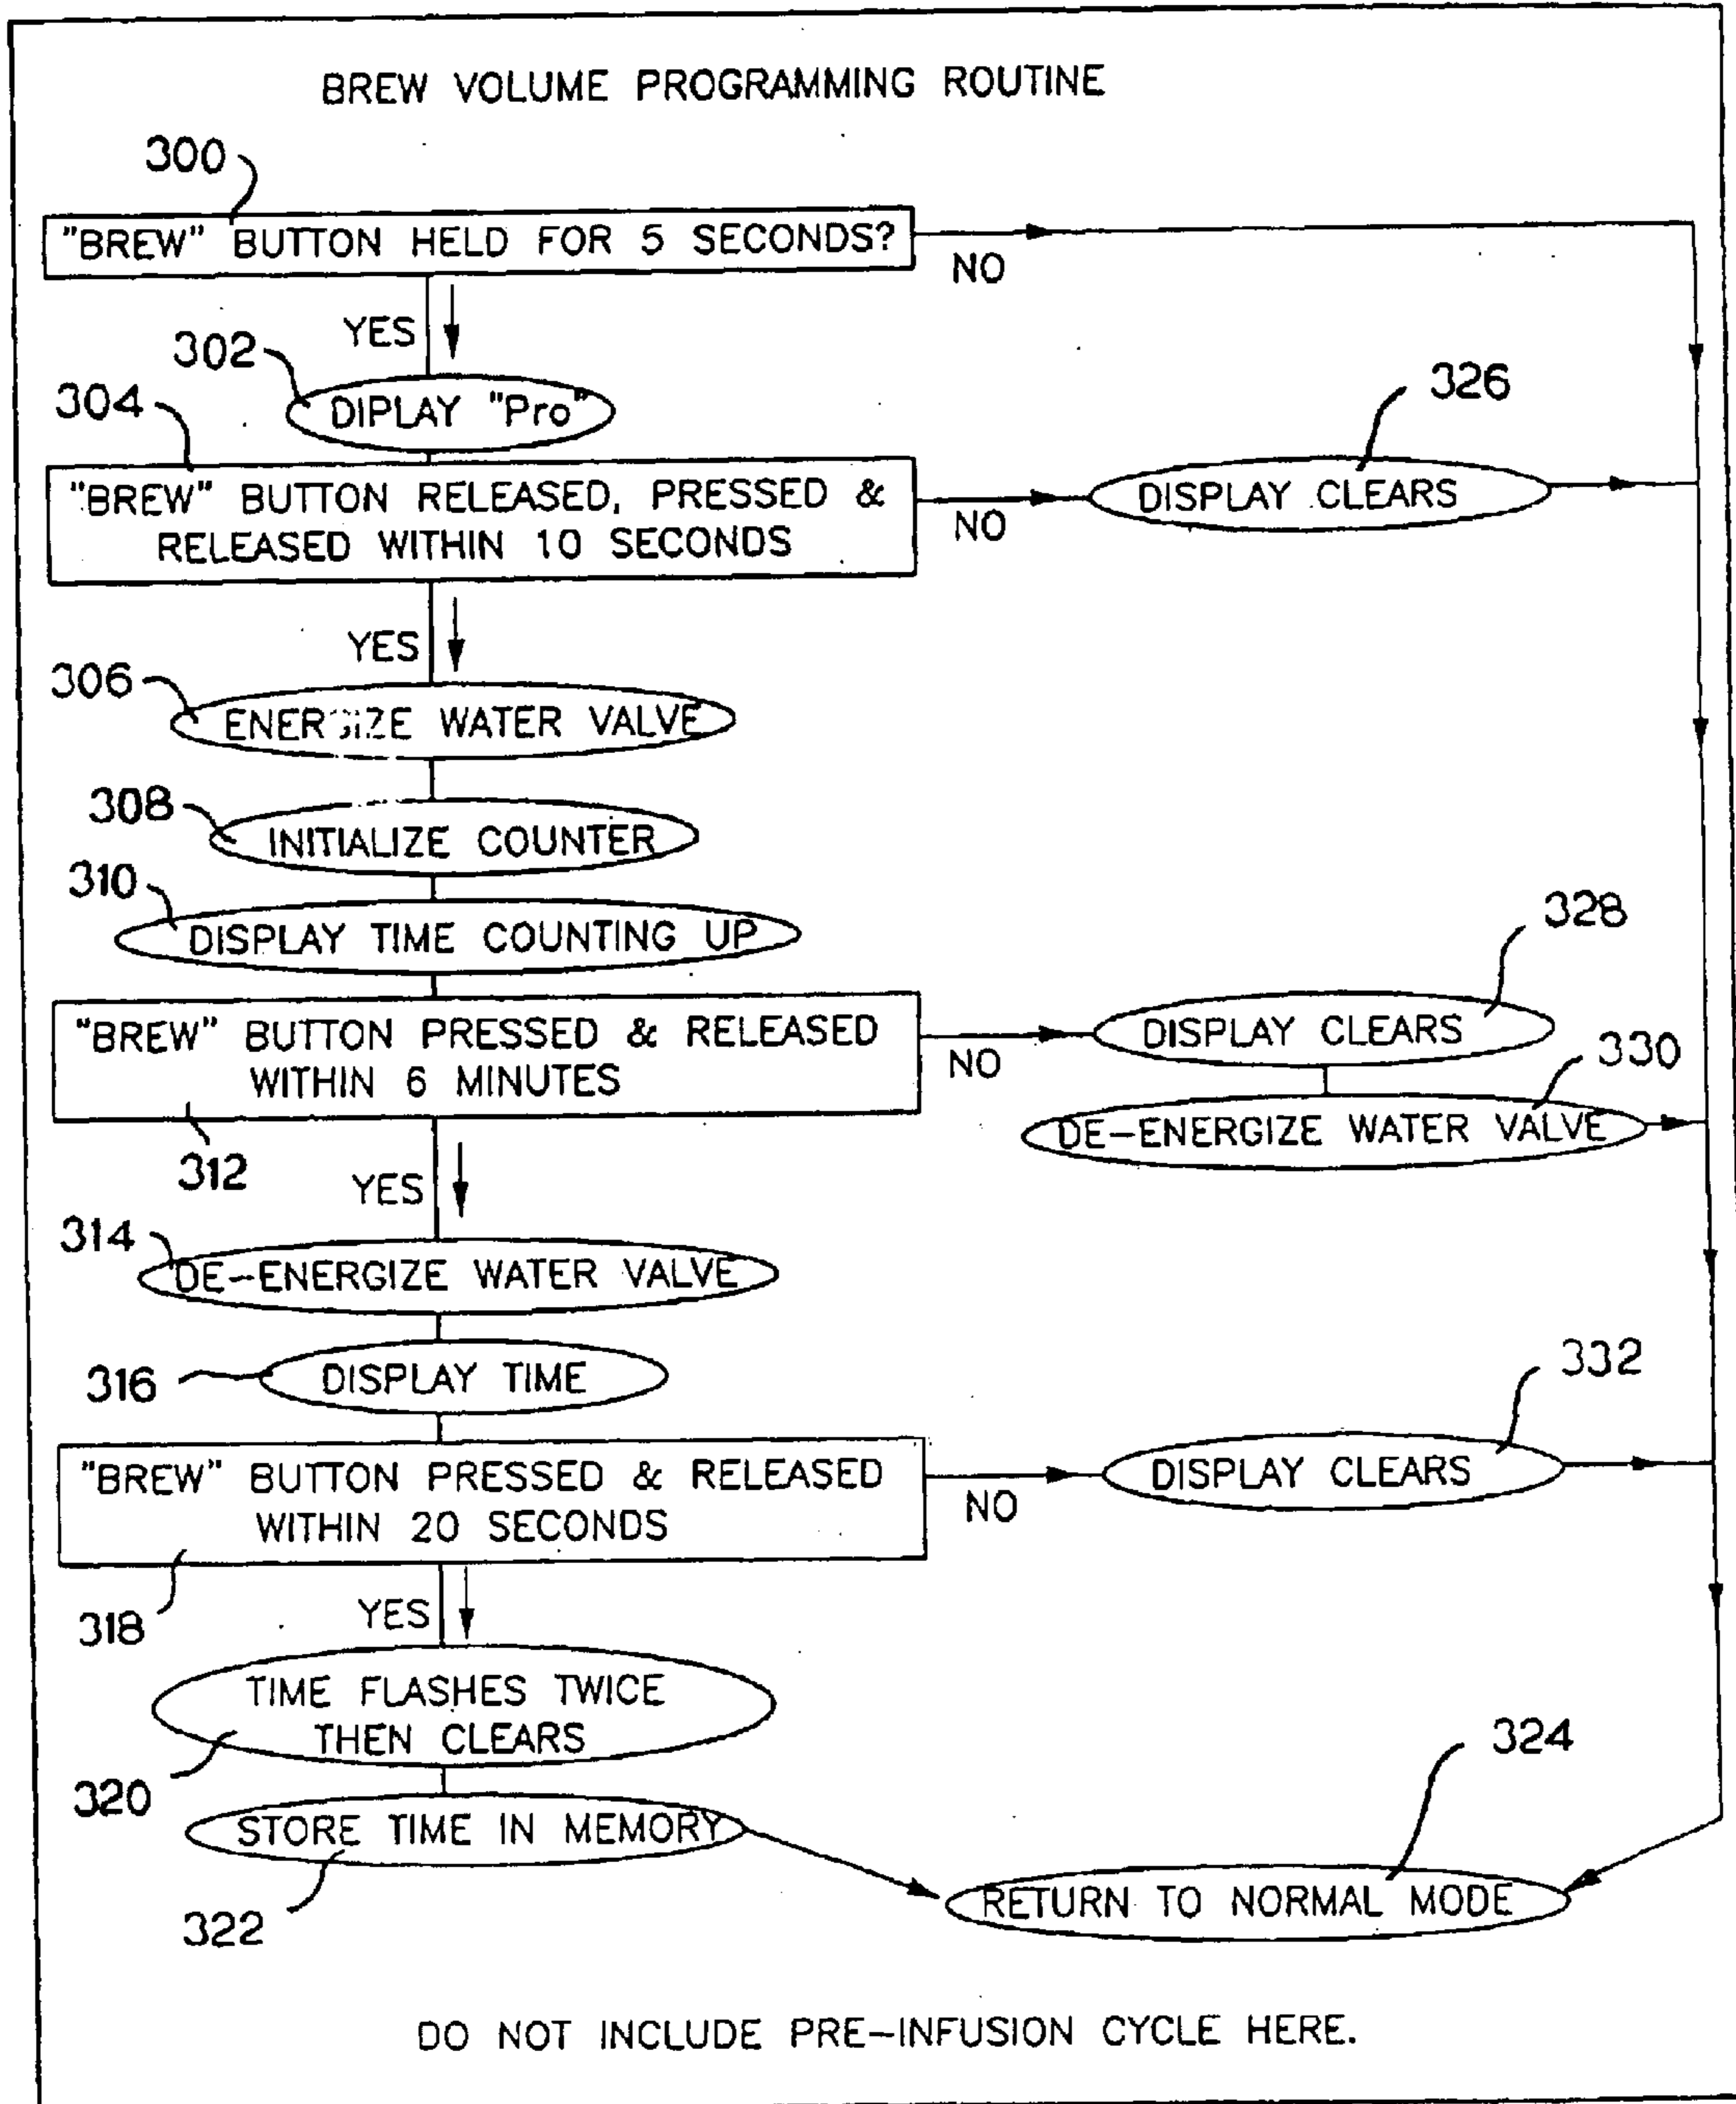 BREW VOLUME PROGRAMMING ROUTINE
300
"BREW" BUTTON HELD FOR 5 SECONDS?
NO
YES
302
DIPLAY "Pro"
304
"BREW" BUTTON RELEASED, PRESSED &
RELEASED WITHIN 10 SECONDS
NO
326
DISPLAY CLEARS
YES
306
ENERGIZE WATER VALVE
308
INITIALIZE COUNTER
310
DISPLAY TIME COUNTING UP
"BREW" BUTTON PRESSED & RELEASED
WITHIN 6 MINUTES
312
NO
328
DISPLAY CLEARS
330
DE-ENERGIZE WATER VALVE
YES
314
DE-ENERGIZE WATER VALVE
316
DISPLAY TIME
"BREW" BUTTON PRESSED & RELEASED
WITHIN 20 SECONDS
318
NO
332
DISPLAY CLEARS
YES
TIME FLASHES TWICE
THEN CLEARS
320
STORE TIME IN MEMORY
322
324
RETURN TO NORMAL MODE
DO NOT INCLUDE PRE-INFUSION CYCLE HERE.